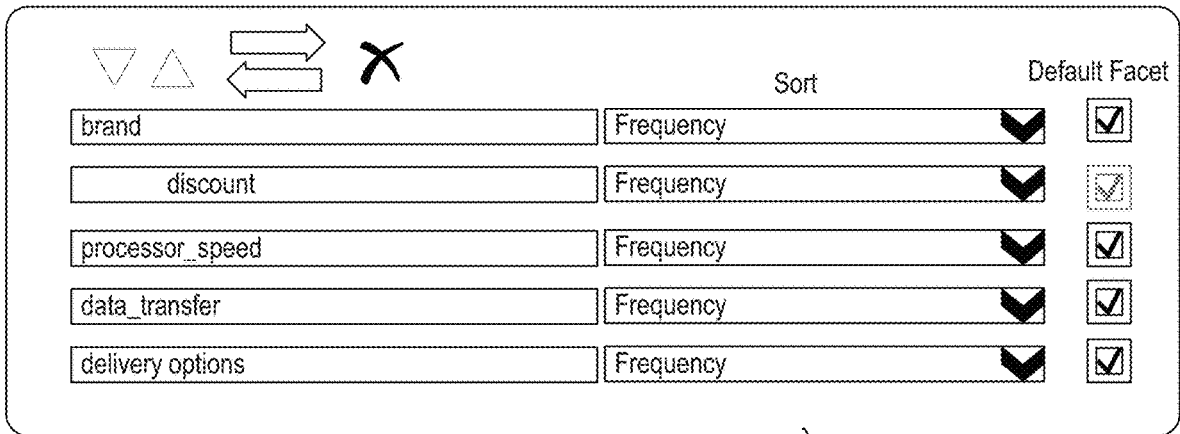 Sort Default Facet
brand Frequency
discount Frequency
processor_speed Frequency
data_transfer Frequency
delivery options Frequency